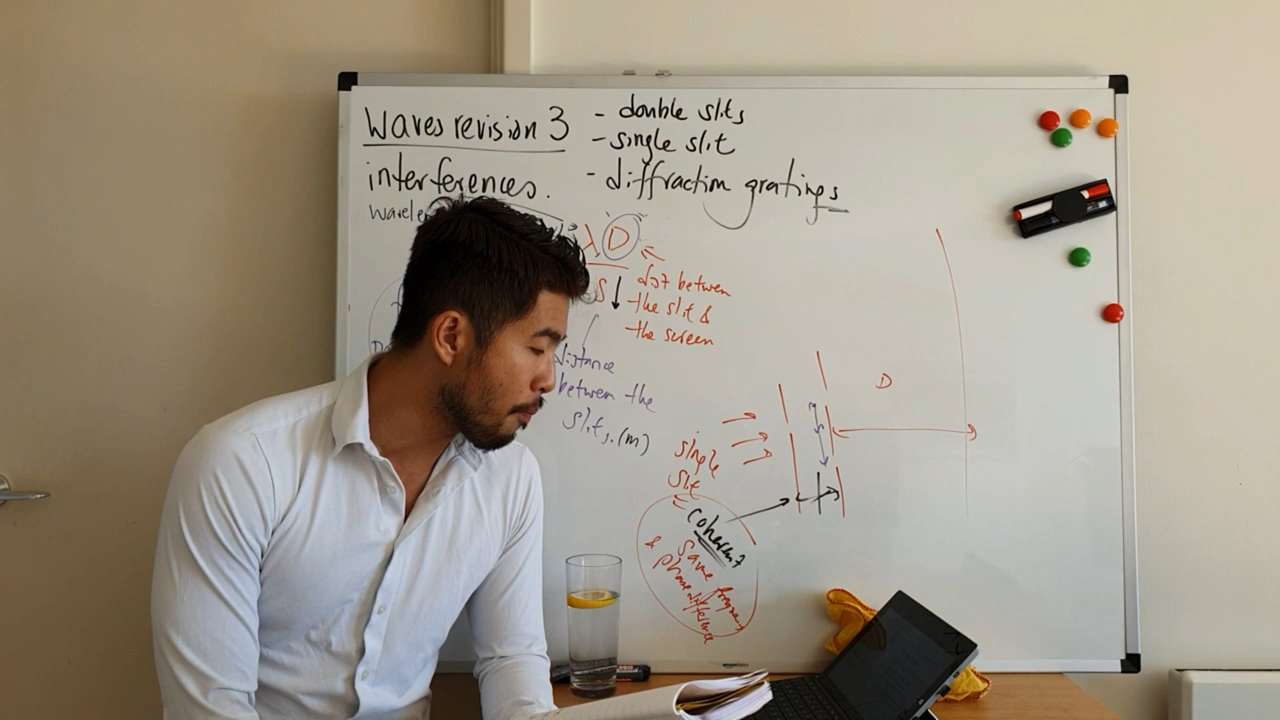 Waves revision 3
interferences.
- double slits
- single slit
- diffraction gratings
λ D
S
dist between
the slit &
the screen
distance
between the
slits.(m)
D
S
single
slit
coherent
same frequency
& phase difference